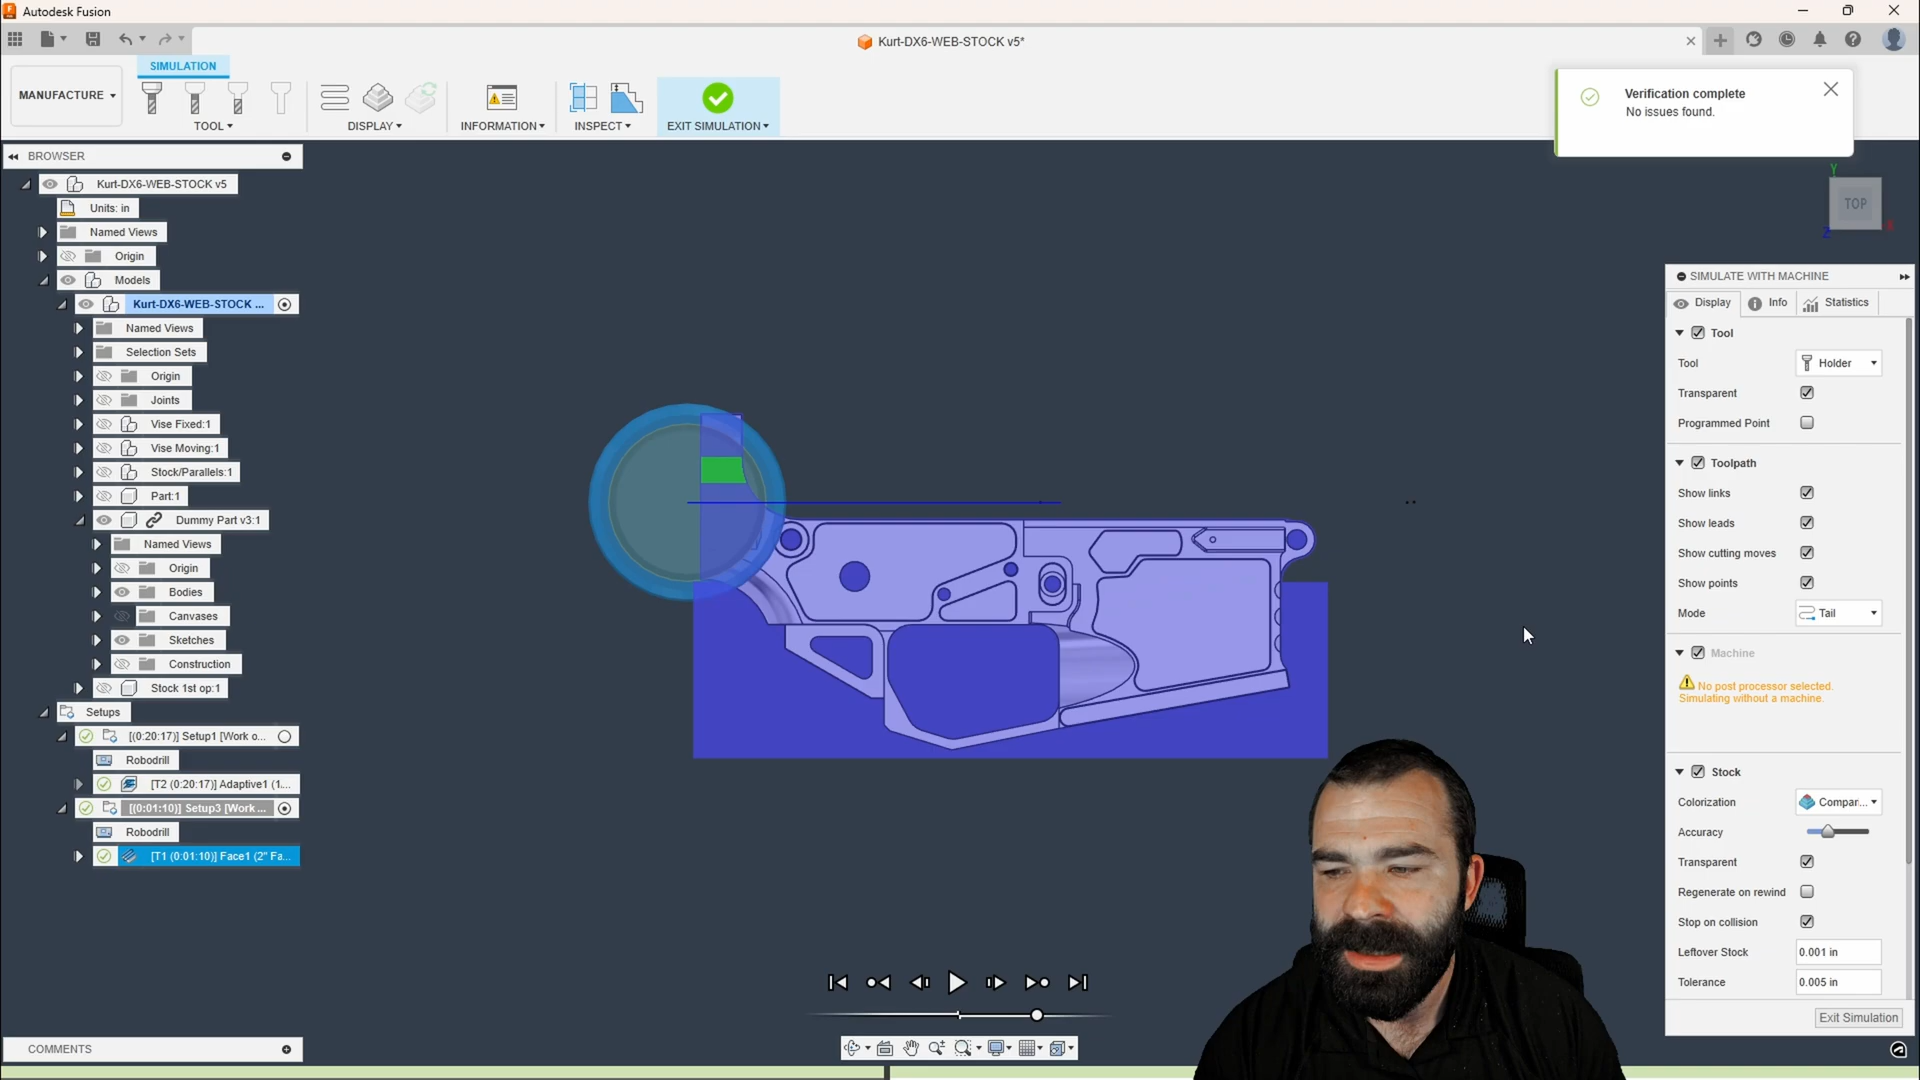 Autodesk Fusion
Kurt-DX6-WEB-STOCK v5*
SIMULATION
MANUFACTURE
TOOL
DISPLAY
INFORMATION
INSPECT
EXIT SIMULATION
Verification complete
No issues found.
BROWSER
Kurt-DX6-WEB-STOCK v5
Units: in
Named Views
Origin
Models
Kurt-DX6-WEB-STOCK ...
Named Views
Selection Sets
Origin
Joints
Vise Fixed:1
Vise Moving:1
Stock/Parallels:1
Part:1
Dummy Part v3:1
Named Views
Origin
Bodies
Canvases
Sketches
Construction
Stock 1st op:1
Setups
[(0:20:17)] Setup1 [Work o...
Robodrill
[T2 (0:20:17)] Adaptive1 (1...
[(0:01:10)] Setup3 [Work ...
Robodrill
[T1 (0:01:10)] Face1 (2" Fa...
COMMENTS
Y
TOP
Z
X
SIMULATE WITH MACHINE
Display
Info
Statistics
Tool
Tool
Holder
Transparent
Programmed Point
Toolpath
Show links
Show leads
Show cutting moves
Show points
Mode
Tail
Machine
No post processor selected.
Simulating without a machine.
Stock
Colorization
Compar...
Accuracy
Transparent
Regenerate on rewind
Stop on collision
Leftover Stock
0.001 in
Tolerance
0.005 in
Exit Simulation